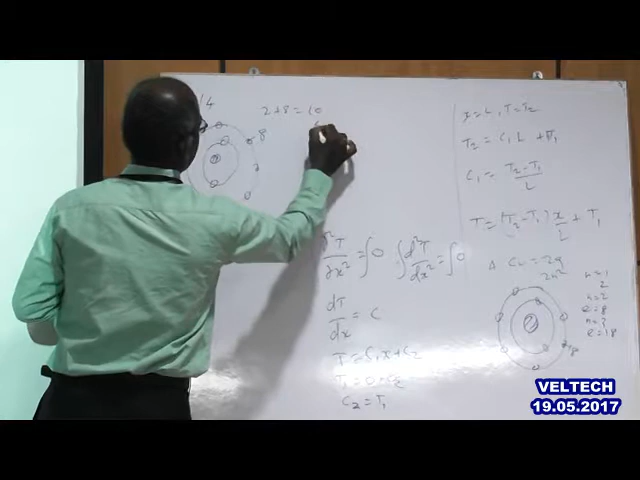 14
2 + 8 = 10
8
d²T/dx² = ∫0 ∫d²T/dx² = ∫0
dT/dx = C
T = C₁x + C₂
T₁ = 0 + C₂
C₂ = T₁
x = L, T = T₂
T₂ = C₁ L + T₁
C₁ = T₂ - T₁/L
T = (T₂ - T₁) x/L + T₁
2n²
n = 1
2
n = 2
e = 8
n = 3
e = 18
VELTECH
19.05.2017